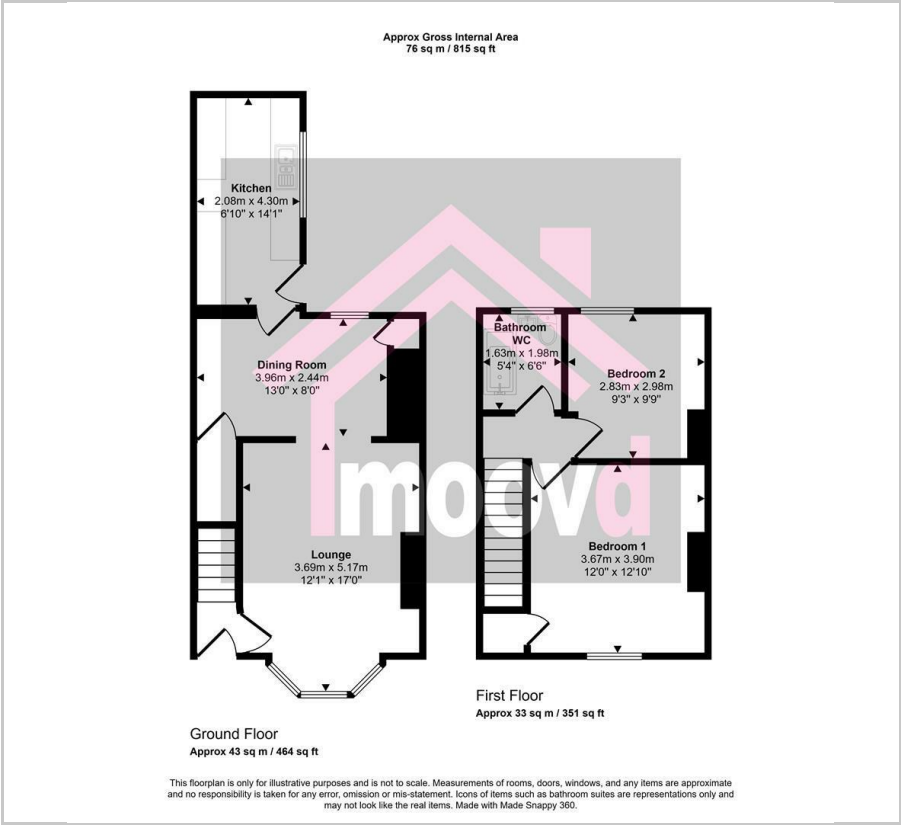 Approx Gross Internal Area
76 sq m / 815 sq ft
Kitchen
2.08m x 4.30m
6'10" x 14'1"
Dining Room
3.96m x 2.44m
13'0" x 8'0"
Bathroom
WC
1.63m x 1.98m
5'4" x 6'6"
Bedroom 2
2.83m x 2.98m
9'3" x 9'9"
moovd
Lounge
3.69m x 5.17m
12'1" x 17'0"
Bedroom 1
3.67m x 3.90m
12'0" x 12'10"
First Floor
Approx 33 sq m / 351 sq ft
Ground Floor
Approx 43 sq m / 464 sq ft
This floorplan is only for illustrative purposes and is not to scale. Measurements of rooms, doors, windows, and any items are approximate
and no responsibility is taken for any error, omission or mis-statement. Icons of items such as bathroom suites are representations only and
may not look like the real items. Made with Made Snappy 360.